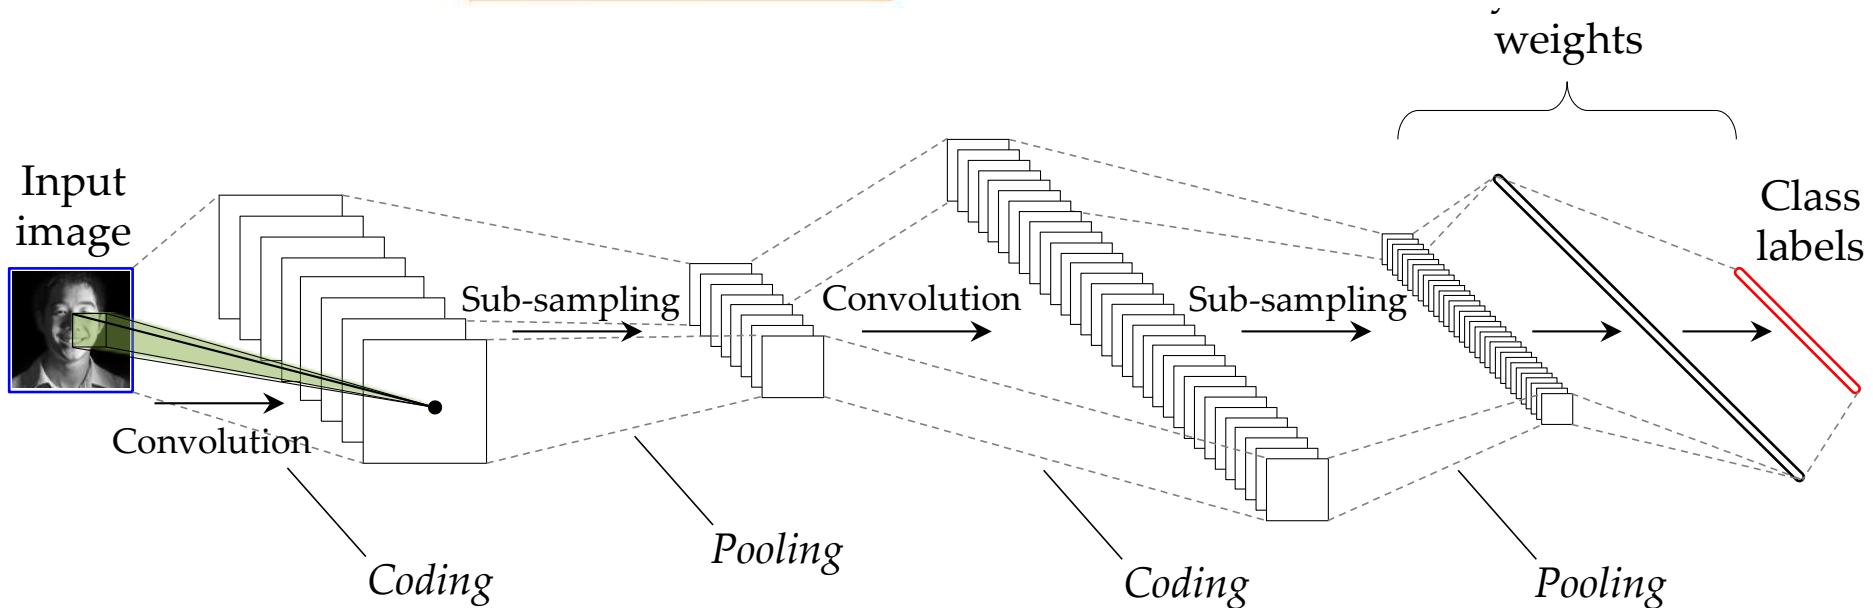 weights
Input
image
Class
labels
Sub-sampling
Convolution
Sub-sampling
Convolution
Pooling
Coding
Coding
Pooling